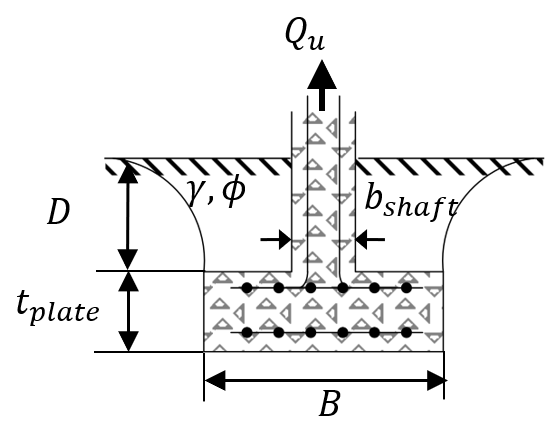 Q_u
γ, ϕ
D
b_shaft
t_plate
B